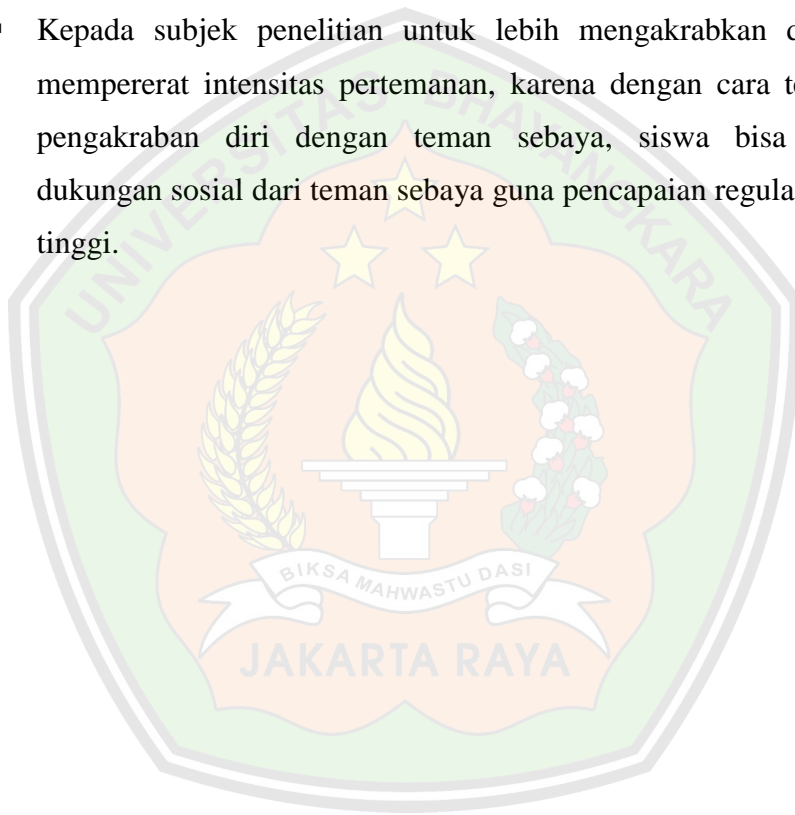 Kepada subjek penelitian untuk lebih mengakrabkan
mempererat intensitas pertemanan, karena dengan cara
pengakraban diri dengan teman sebaya, siswa bisa
dukungan sosial dari teman sebaya guna pencapaian
tinggi.
UNIVERSITAS BHAYANGKARA
BIKSA MAHWASTU DASI
JAKARTA RAYA